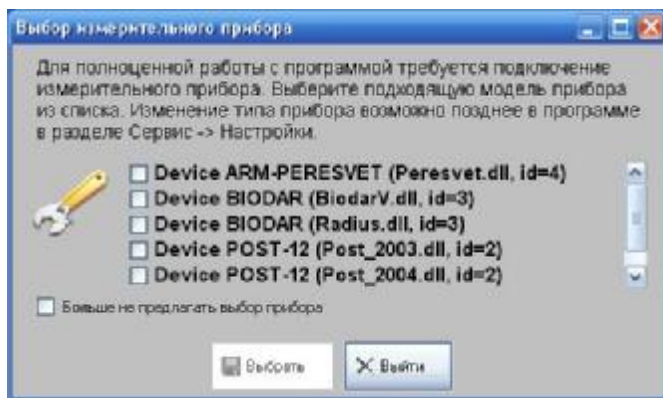 Выбор измерительного прибора
Для полноценной работы с программой требуется подключение
измерительного прибора. Выберите подходящую модель прибора
из списка. Изменение типа прибора возможно позднее в программе
в разделе Сервис -> Настройки.
Device ARM-PERESVET (Peresvet.dll, id=4)
Device BIODAR (BiodarV.dll, id=3)
Device BIODAR (Radius.dll, id=3)
Device POST-12 (Post_2003.dll, id=2)
Device POST-12 (Post_2004.dll, id=2)
Больше не предлагать выбор прибора
Выбрать
Выйти